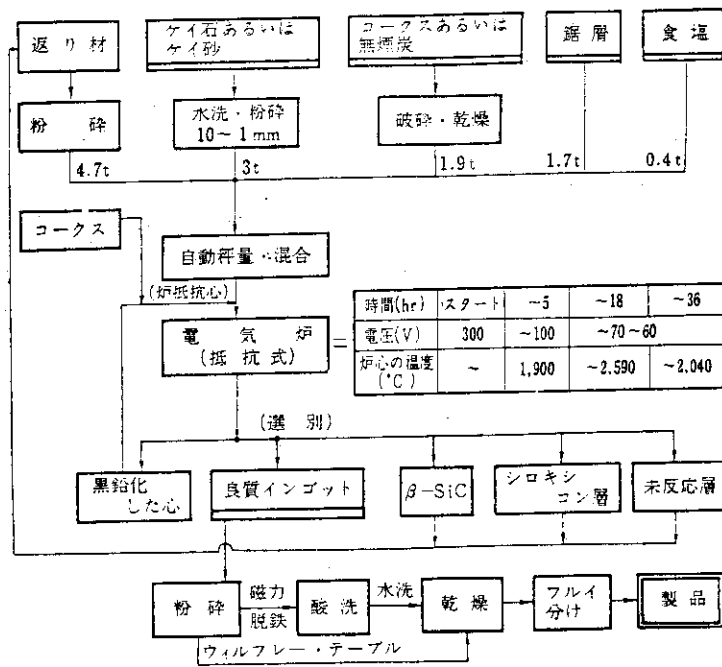 返り材
ケイ石あるいは
ケイ砂
コークスあるいは
無煙炭
鋸屑
食塩
粉砕
水洗・粉砕
10~1mm
破砕・乾燥
4.7t
3t
1.9t
1.7t
0.4t
コークス
自動秤量・混合
(炉抵抗心)
電気炉
(抵抗式)
=
時間(hr) スタート ~5 ~18 ~36
電圧(V) 300 ~100 ~70~60
炉心の温度
(°C) ~ 1,900 ~2,590 ~2,040
(選別)
黒鉛化
した心
良質インゴット
β-SiC
シロキシ
コン層
未反応層
粉砕
磁力
脱鉄
酸洗
水洗
乾燥
フルイ
分け
製品
ウィルフレー・テーブル